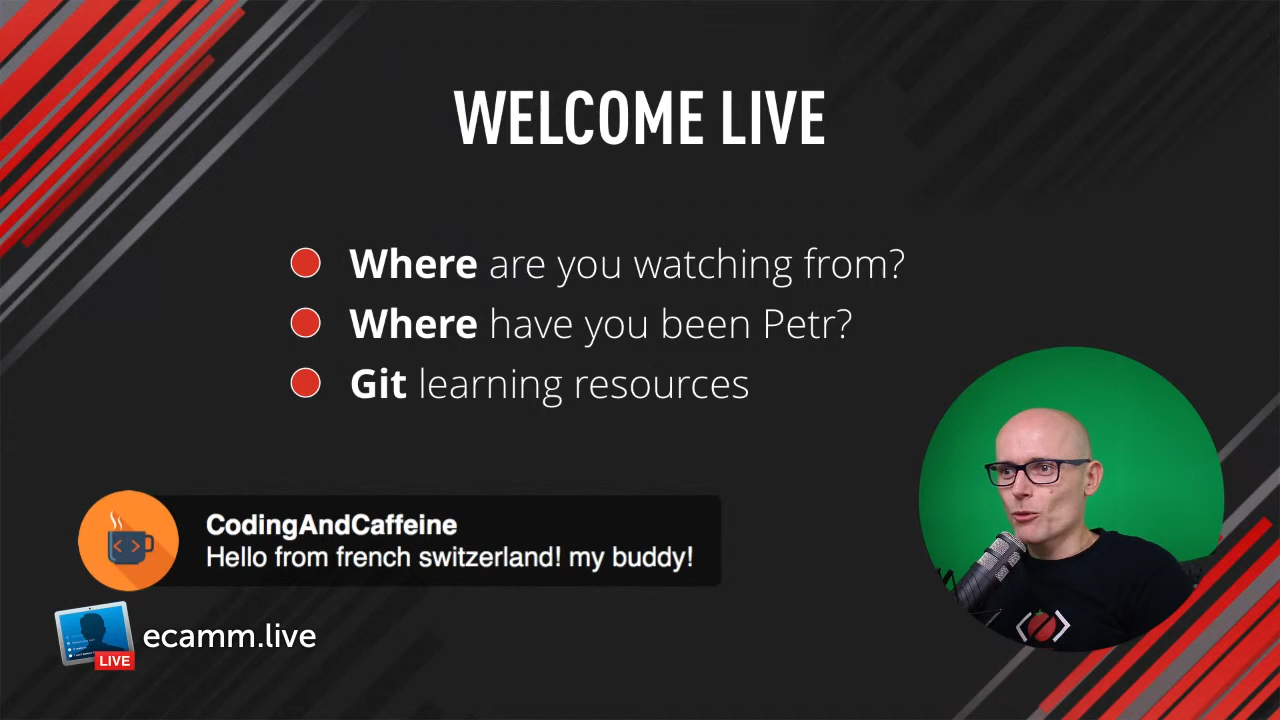 WELCOME LIVE
Where are you watching from?
Where have you been Petr?
Git learning resources
CodingAndCaffeine
Hello from french switzerland! my buddy!
ecamm.live
LIVE